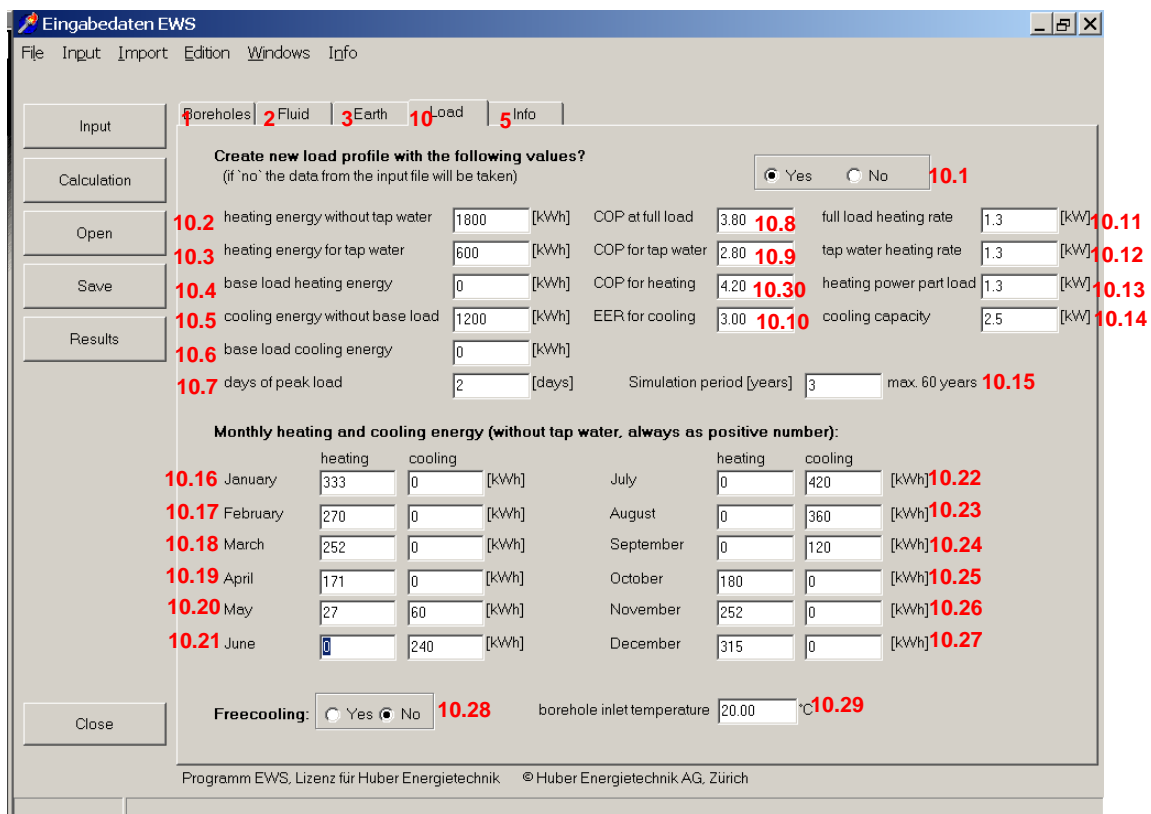 Eingabedaten EWS
File Input Import Edition Windows Info
Input
Calculation
Open
Save
Results
Close
1 Boreholes 2 Fluid 3 Earth 10 Load 5 Info
Create new load profile with the following values?
(if `no` the data from the input file will be taken)
Yes No 10.1
10.2 heating energy without tap water 1800 [kWh] COP at full load 3.80 10.8 full load heating rate 1.3 [kW] 10.11
10.3 heating energy for tap water 600 [kWh] COP for tap water 2.80 10.9 tap water heating rate 1.3 [kW] 10.12
10.4 base load heating energy 0 [kWh] COP for heating 4.20 10.30 heating power part load 1.3 [kW] 10.13
10.5 cooling energy without base load 1200 [kWh] EER for cooling 3.00 10.10 cooling capacity 2.5 [kW] 10.14
10.6 base load cooling energy 0 [kWh]
10.7 days of peak load 2 [days] Simulation period [years] 3 max. 60 years 10.15
Monthly heating and cooling energy (without tap water, always as positive number):
heating cooling heating cooling
10.16 January 333 0 [kWh] July 0 420 [kWh] 10.22
10.17 February 270 0 [kWh] August 0 360 [kWh] 10.23
10.18 March 252 0 [kWh] September 0 120 [kWh] 10.24
10.19 April 171 0 [kWh] October 180 0 [kWh] 10.25
10.20 May 27 60 [kWh] November 252 0 [kWh] 10.26
10.21 June 0 240 [kWh] December 315 0 [kWh] 10.27
Freecooling: Yes No 10.28 borehole inlet temperature 20.00 °C 10.29
Programm EWS, Lizenz für Huber Energietechnik © Huber Energietechnik AG, Zürich